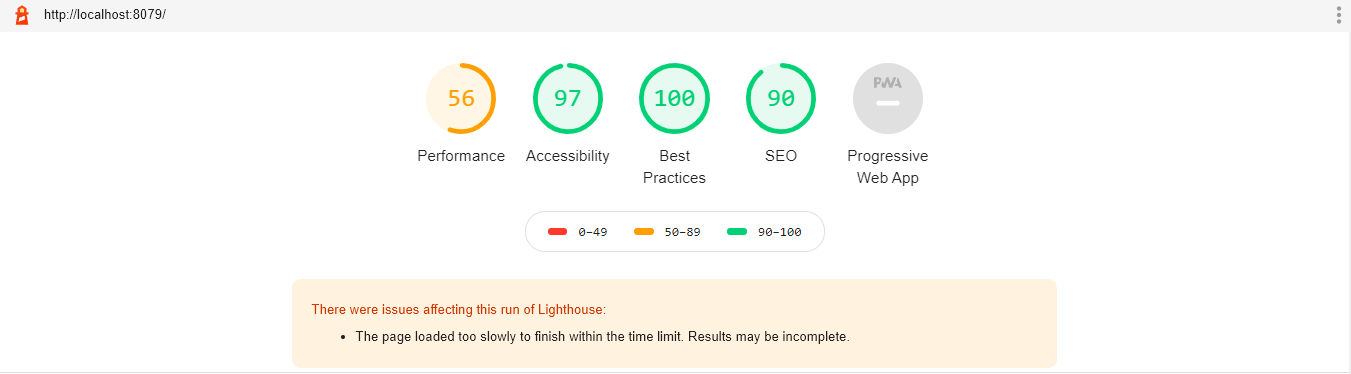 http://localhost:8079/
56
97
100
90
PWA
Performance
Accessibility
Best
Practices
SEO
Progressive
Web App
0–49
50–89
90–100
There were issues affecting this run of Lighthouse:
• The page loaded too slowly to finish within the time limit. Results may be incomplete.